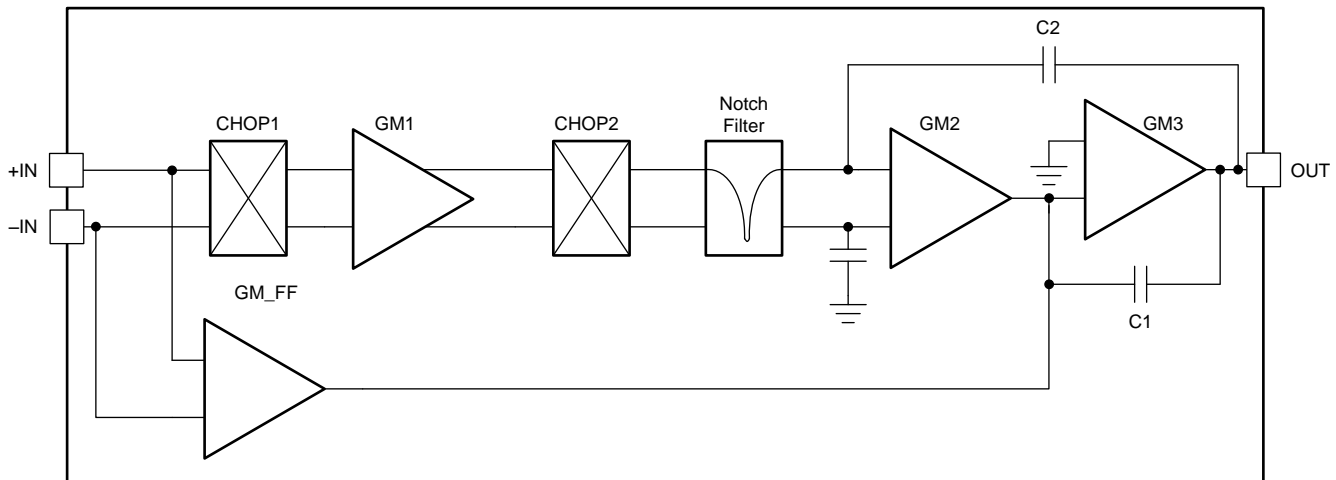 C2
Notch
Filter
CHOP1
GM1
CHOP2
GM2
GM3
+IN
–IN
OUT
GM_FF
C1